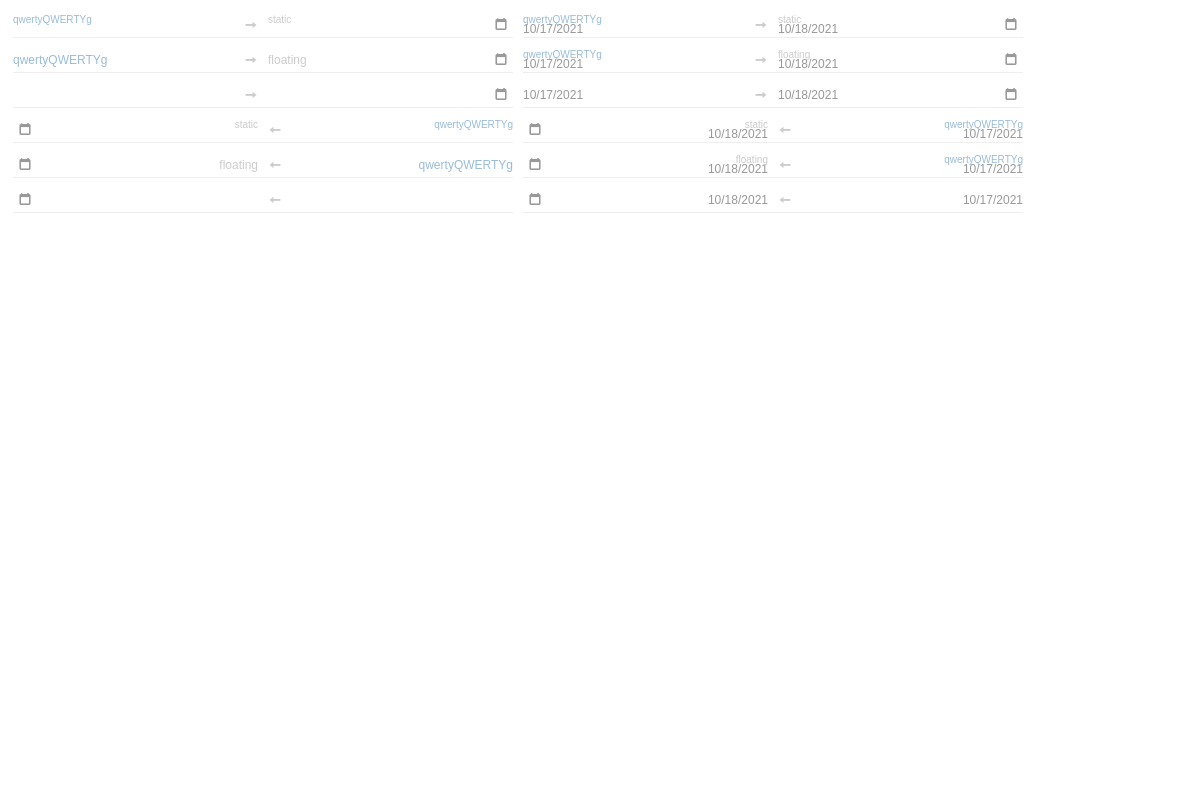 qwertyQWERTYg static qwertyQWERTYg static
10/17/2021 10/18/2021
qwertyQWERTYg floating qwertyQWERTYg floating
10/17/2021 10/18/2021
10/17/2021 10/18/2021
static qwertyQWERTYg static qwertyQWERTYg
10/18/2021 10/17/2021
floating qwertyQWERTYg floating qwertyQWERTYg
10/18/2021 10/17/2021
10/18/2021 10/17/2021